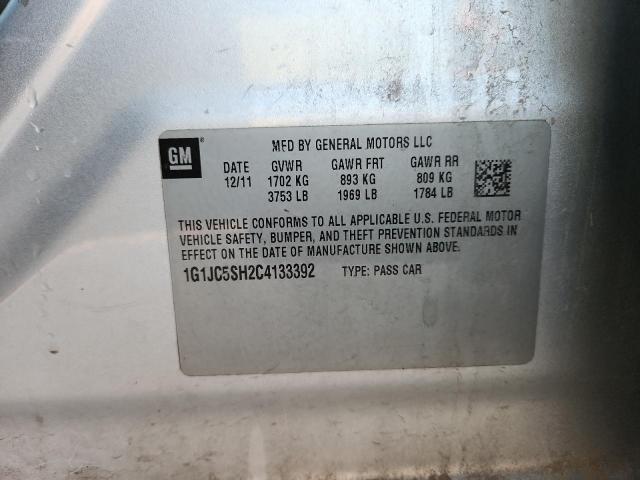 GM
MFD BY GENERAL MOTORS LLC
DATE GVWR GAWR FRT GAWR RR
12/11 1702 KG 893 KG 809 KG
3753 LB 1969 LB 1784 LB
THIS VEHICLE CONFORMS TO ALL APPLICABLE U.S. FEDERAL MOTOR
VEHICLE SAFETY, BUMPER, AND THEFT PREVENTION STANDARDS IN
EFFECT ON THE DATE OF MANUFACTURE SHOWN ABOVE.
1G1JC5SH2C4133392 TYPE: PASS CAR